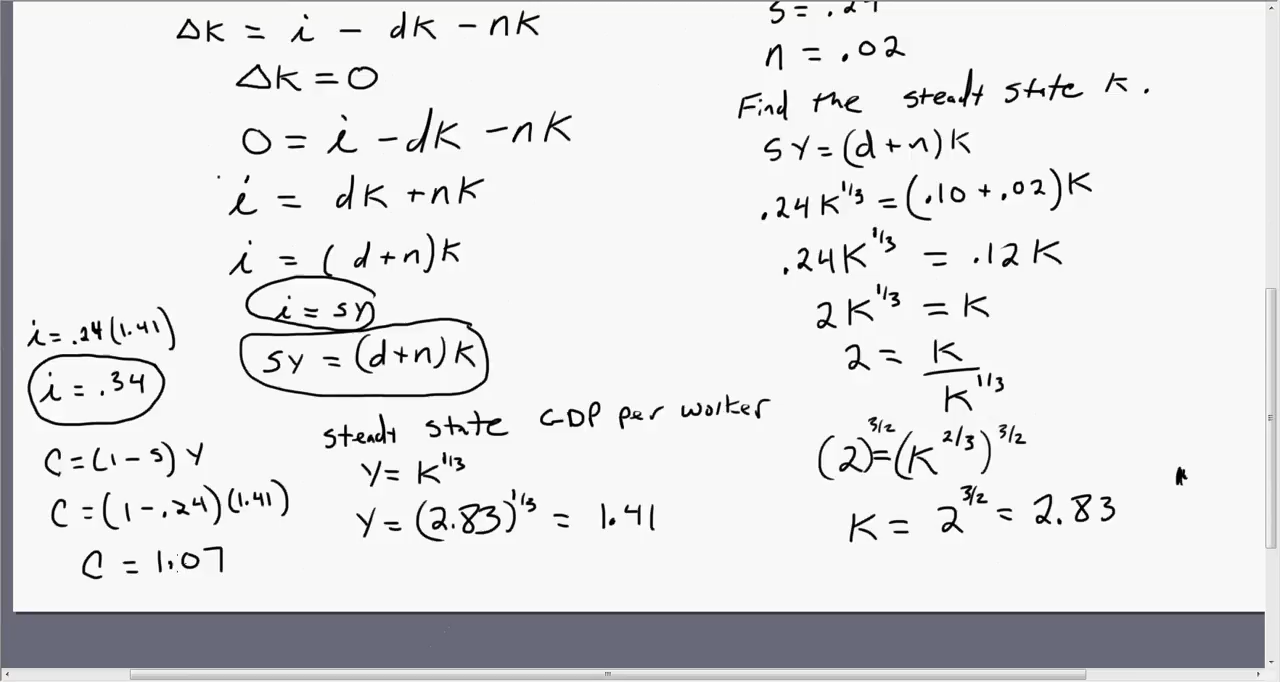 ΔK = i - dK - nK
ΔK = 0
0 = i - dK - nK
i = dK + nK
i = (d+n)K
i = sy
sy = (d+n)K
i = .24(1.41)
i = .34
C = (1-s)Y
C = (1-.24)(1.41)
C = 1.07
steady state GDP per worker
Y = K^1/3
Y = (2.83)^1/3 = 1.41
n = .02
Find the steady state K.
sY = (d+n)K
.24K^1/3 = (.10 + .02)K
.24K^1/3 = .12K
2K^1/3 = K
2 = K / K^1/3
(2)^3/2 = (K^2/3)^3/2
K = 2^3/2 = 2.83